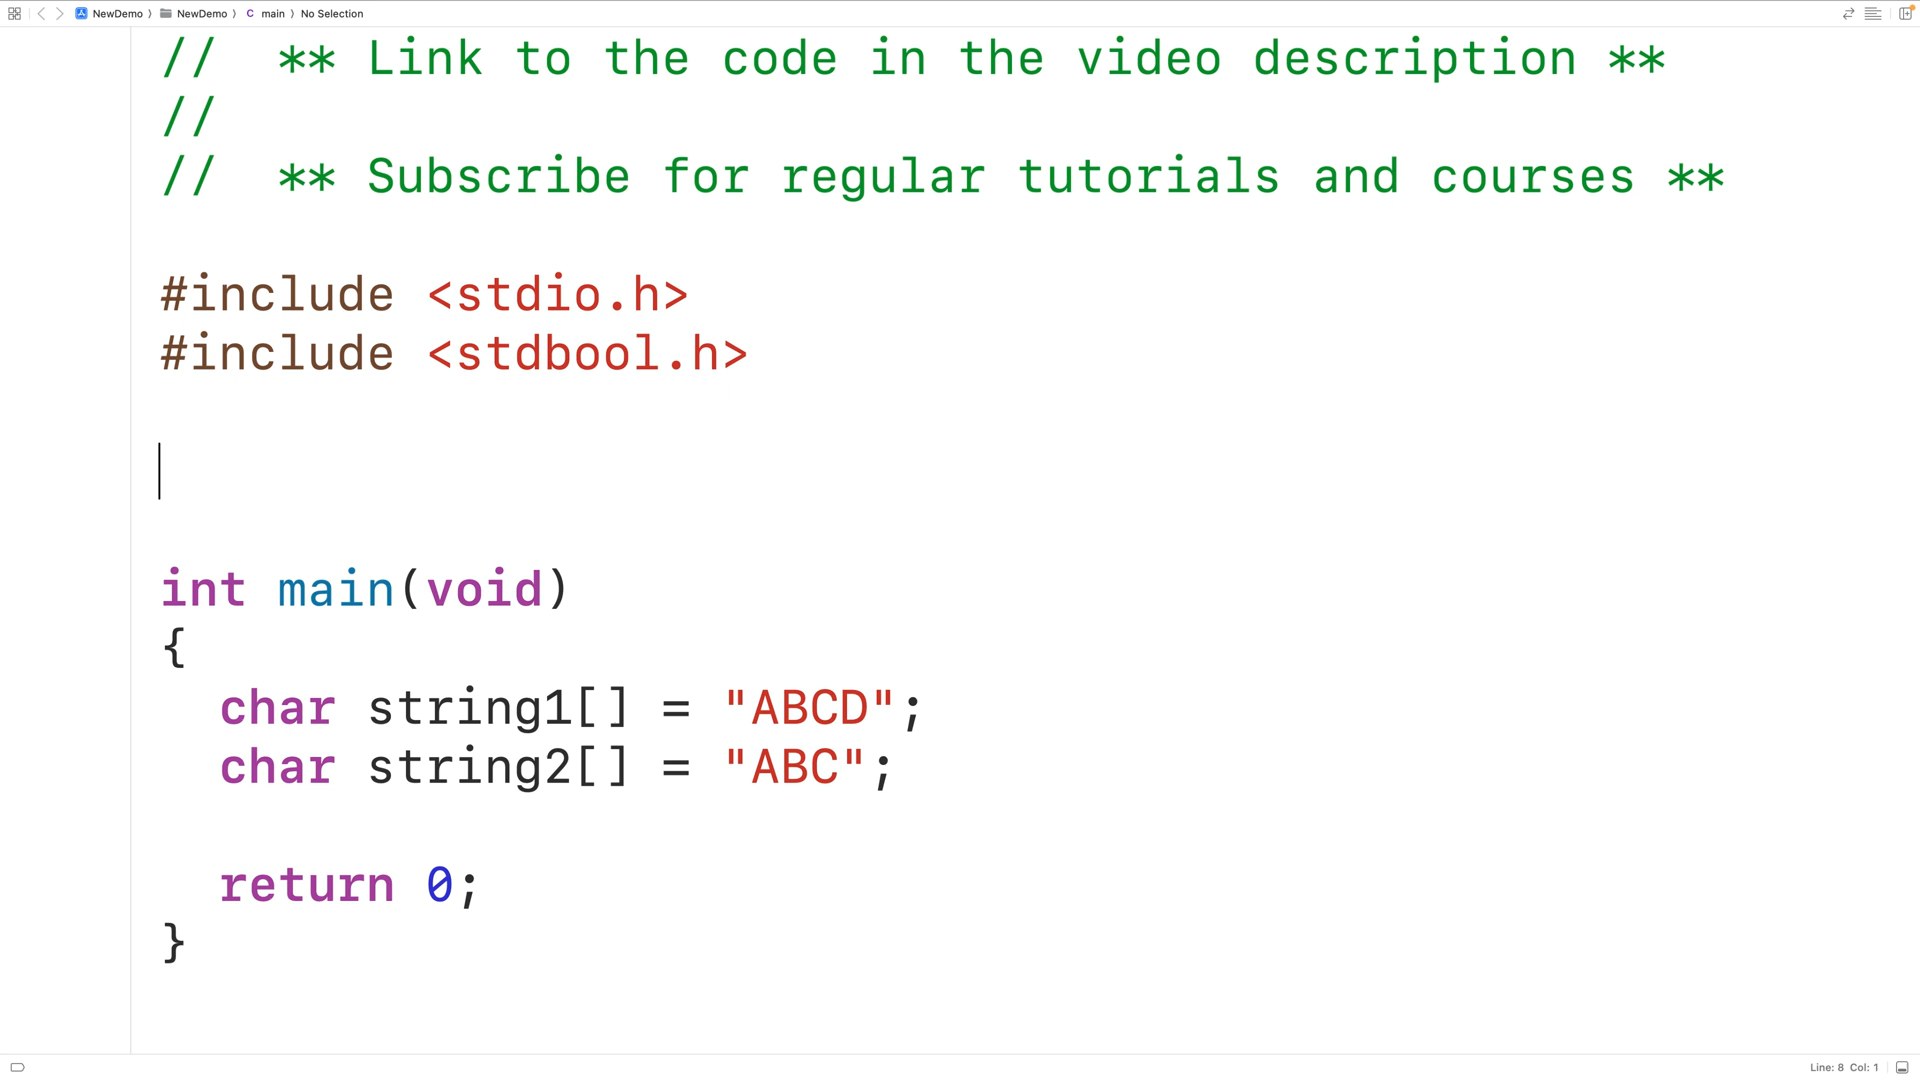 NewDemo 〉 NewDemo 〉 C main 〉 No Selection
//  ** Link to the code in the video description **
//
//  ** Subscribe for regular tutorials and courses **
#include <stdio.h>
#include <stdbool.h>
int main(void)
{
  char string1[] = "ABCD";
  char string2[] = "ABC";
  return 0;
}
Line: 8 Col: 1